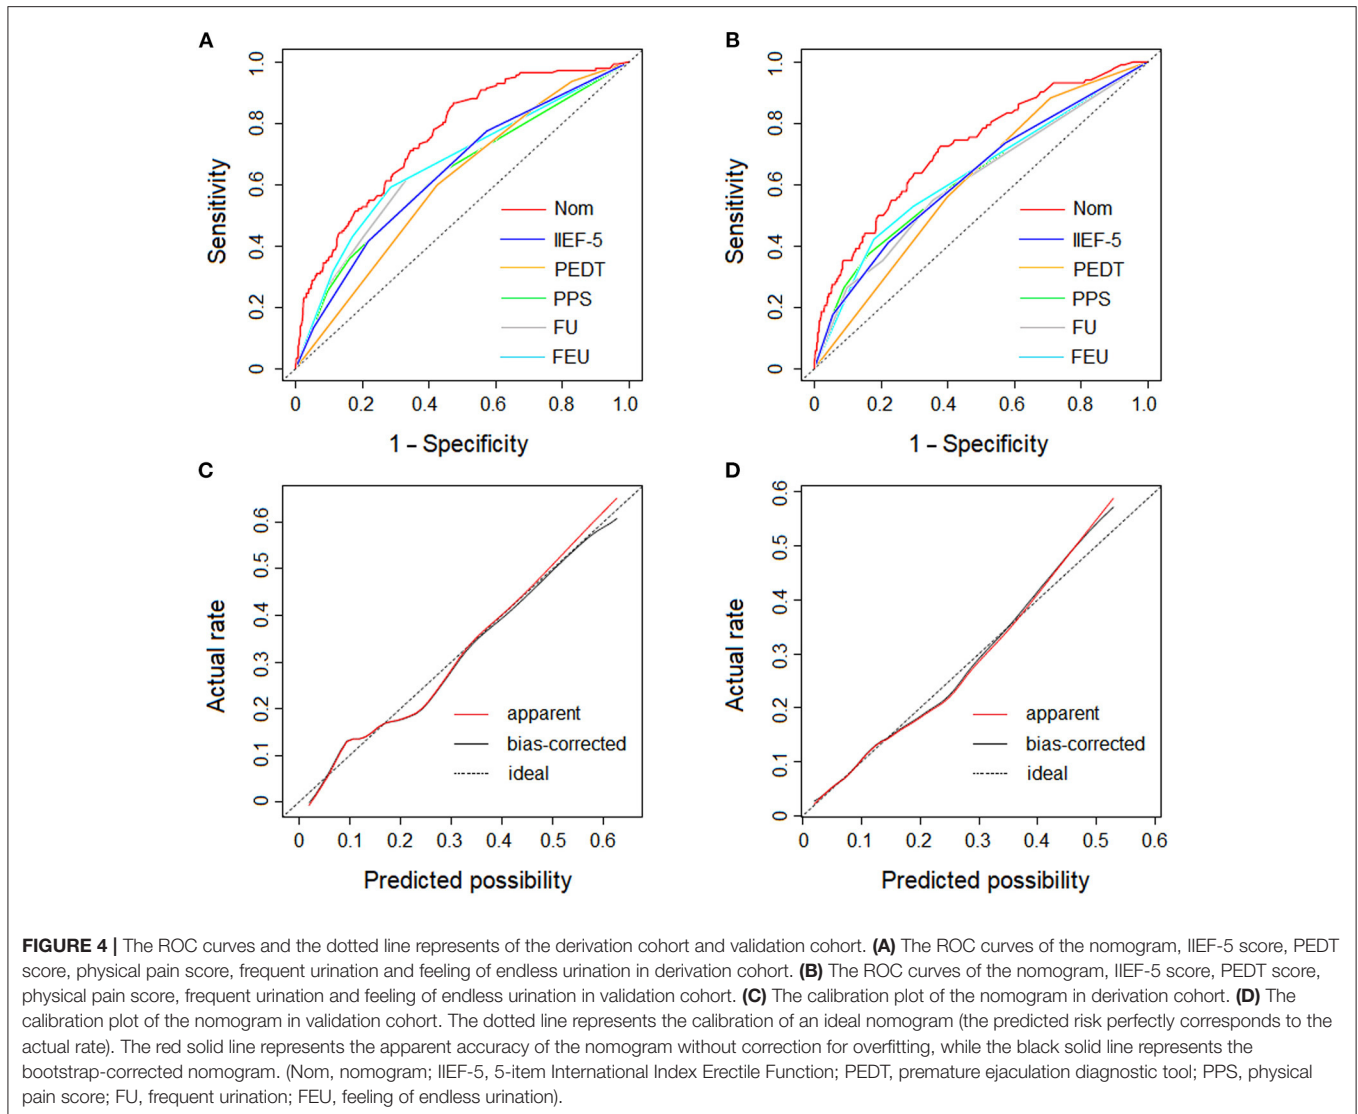 A
B
1.0
0.8
0.6
0.4
0.2
0
Sensitivity
Nom
IIEF-5
PEDT
PPS
FU
FEU
0 0.2 0.4 0.6 0.8 1.0
1 – Specificity
1.0
0.8
0.6
0.4
0.2
0
Sensitivity
Nom
IIEF-5
PEDT
PPS
FU
FEU
0 0.2 0.4 0.6 0.8 1.0
1 – Specificity
C
D
0.6
0.5
0.4
0.3
0.2
0.1
0
Actual rate
apparent
bias-corrected
ideal
0 0.1 0.2 0.3 0.4 0.5 0.6
Predicted possibility
0.6
0.5
0.4
0.3
0.2
0.1
0
Actual rate
apparent
bias-corrected
ideal
0 0.1 0.2 0.3 0.4 0.5 0.6
Predicted possibility
FIGURE 4 | The ROC curves and the dotted line represents of the derivation cohort and validation cohort. (A) The ROC curves of the nomogram, IIEF-5 score, PEDT
score, physical pain score, frequent urination and feeling of endless urination in derivation cohort. (B) The ROC curves of the nomogram, IIEF-5 score, PEDT score,
physical pain score, frequent urination and feeling of endless urination in validation cohort. (C) The calibration plot of the nomogram in derivation cohort. (D) The
calibration plot of the nomogram in validation cohort. The dotted line represents the calibration of an ideal nomogram (the predicted risk perfectly corresponds to the
actual rate). The red solid line represents the apparent accuracy of the nomogram without correction for overfitting, while the black solid line represents the
bootstrap-corrected nomogram. (Nom, nomogram; IIEF-5, 5-item International Index Erectile Function; PEDT, premature ejaculation diagnostic tool; PPS, physical
pain score; FU, frequent urination; FEU, feeling of endless urination).